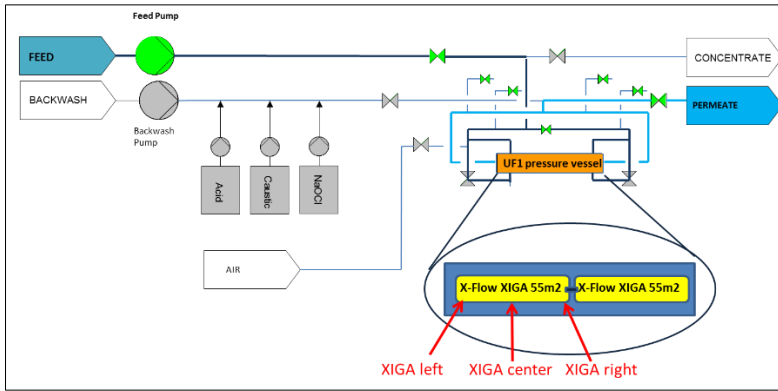 Feed Pump
FEED
CONCENTRATE
BACKWASH
PERMEATE
Backwash
Pump
UF1 pressure vessel
Acid
Caustic
NaOCl
AIR
X-Flow XIGA 55m2
X-Flow XIGA 55m2
XIGA left
XIGA center
XIGA right